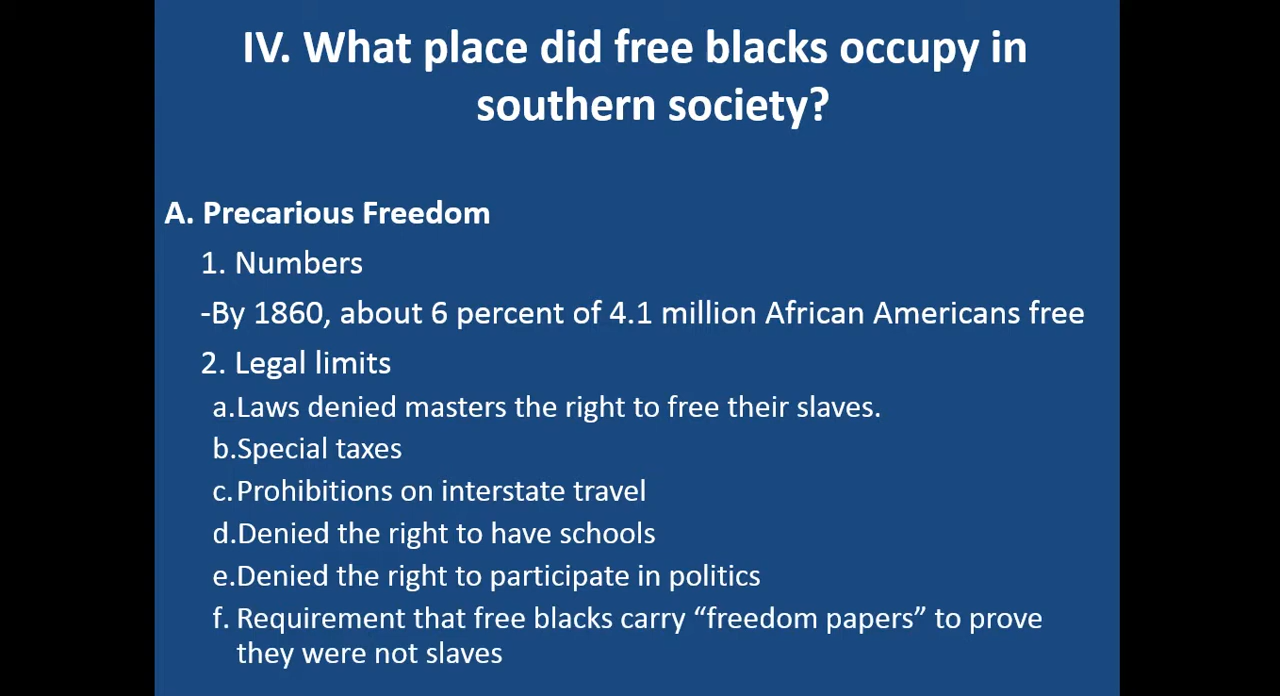 IV. What place did free blacks occupy in
southern society?
A. Precarious Freedom
1. Numbers
-By 1860, about 6 percent of 4.1 million African Americans free
2. Legal limits
a.Laws denied masters the right to free their slaves.
b.Special taxes
c.Prohibitions on interstate travel
d.Denied the right to have schools
e.Denied the right to participate in politics
f. Requirement that free blacks carry “freedom papers” to prove
they were not slaves